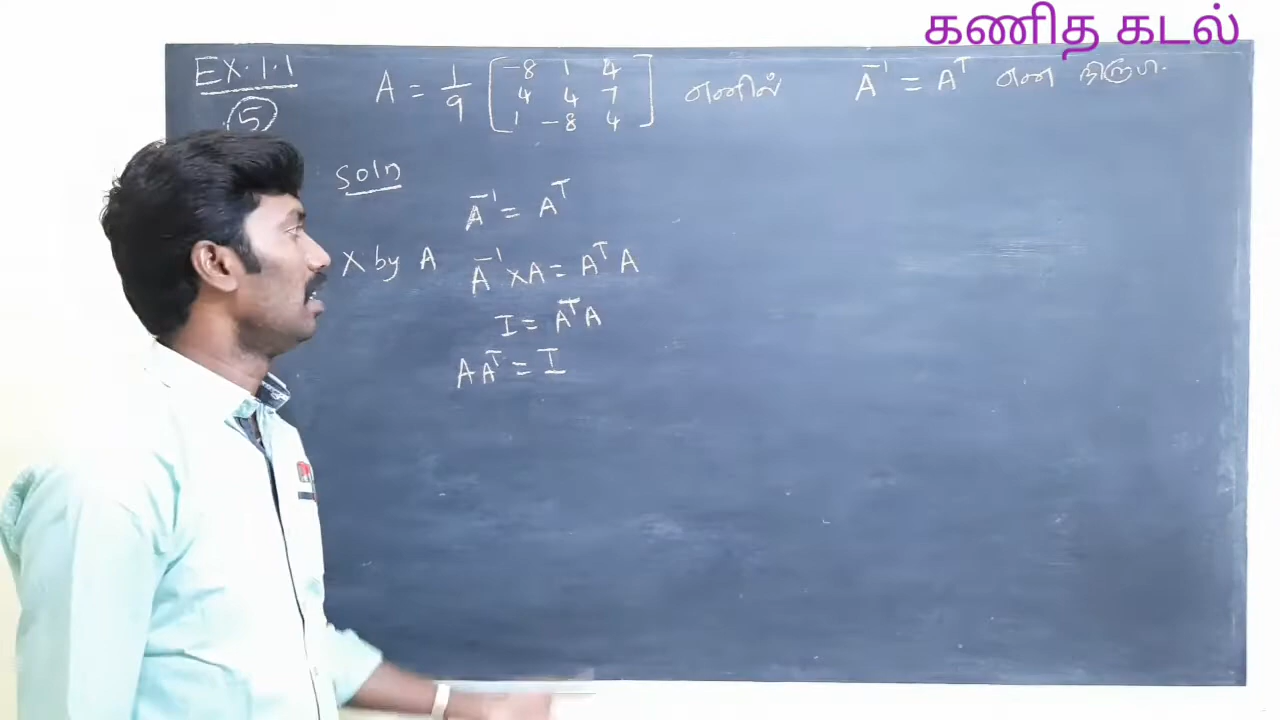 கணித கடல்
EX.1.1
5
A = 1/9 [ -8 1 4
4 4 7
1 -8 4 ] எனில் A⁻¹ = Aᵀ என நிரூபி.
Soln
A⁻¹ = Aᵀ
X by A A⁻¹ × A = Aᵀ A
I = Aᵀ A
A Aᵀ = I